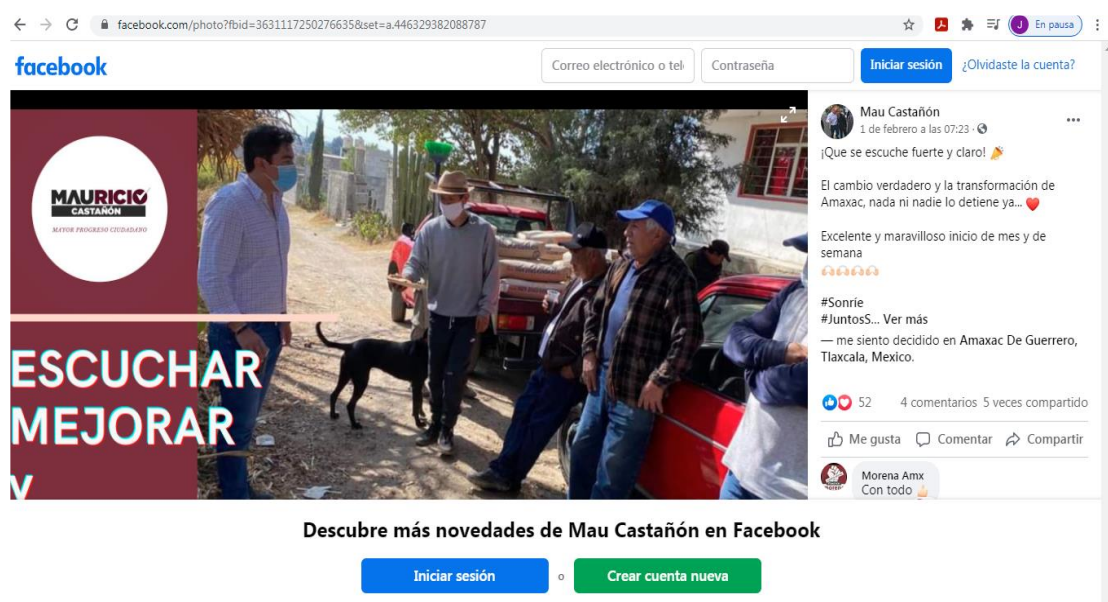 facebook.com/photo?fbid=3631117250276635&set=a.446329382088787
J En pausa
facebook
Correo electrónico o telé
Contraseña
Iniciar sesión
¿Olvidaste la cuenta?
MAURICIO
CASTAÑÓN
MAYOR PROGRESO CIUDADANO
ESCUCHAR
MEJORAR
Y
Mau Castañón
1 de febrero a las 07:23 ·
¡Que se escuche fuerte y claro!
El cambio verdadero y la transformación de
Amaxac, nada ni nadie lo detiene ya...
Excelente y maravilloso inicio de mes y de
semana
#Sonríe
#JuntosS... Ver más
— me siento decidido en Amaxac De Guerrero,
Tlaxcala, Mexico.
52 4 comentarios 5 veces compartido
Me gusta Comentar Compartir
Morena Amx
Con todo
Descubre más novedades de Mau Castañón en Facebook
Iniciar sesión o Crear cuenta nueva